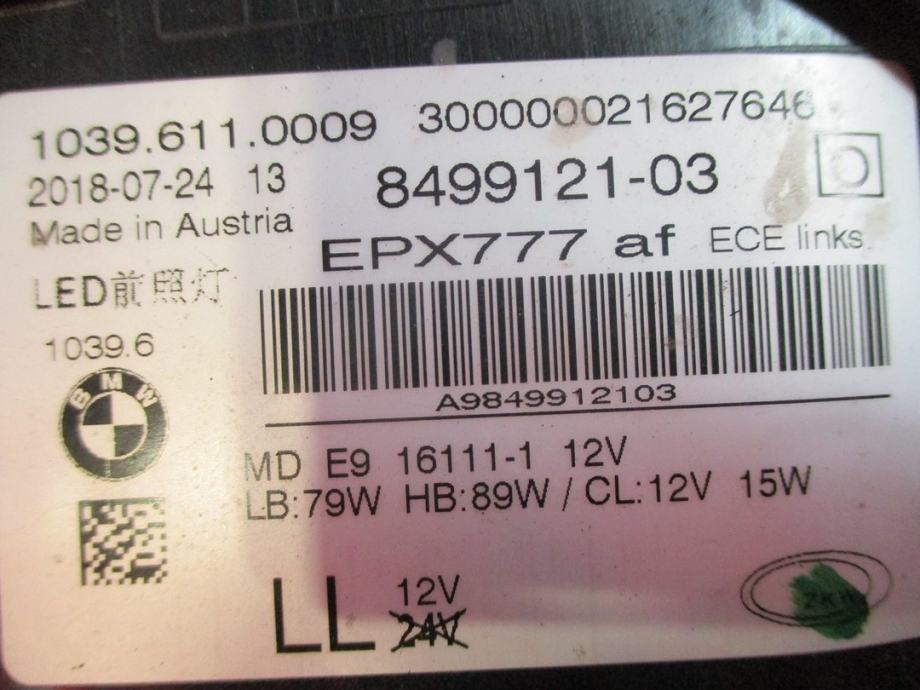 1039.611.0009 300000021627646
2018-07-24 13 8499121-03
Made in Austria
EPX777 af ECE links
LED前照灯
1039.6
BMW
A9849912103
MD E9 16111-1 12V
LB:79W HB:89W / CL:12V 15W
LL 12V
24V
ZKW